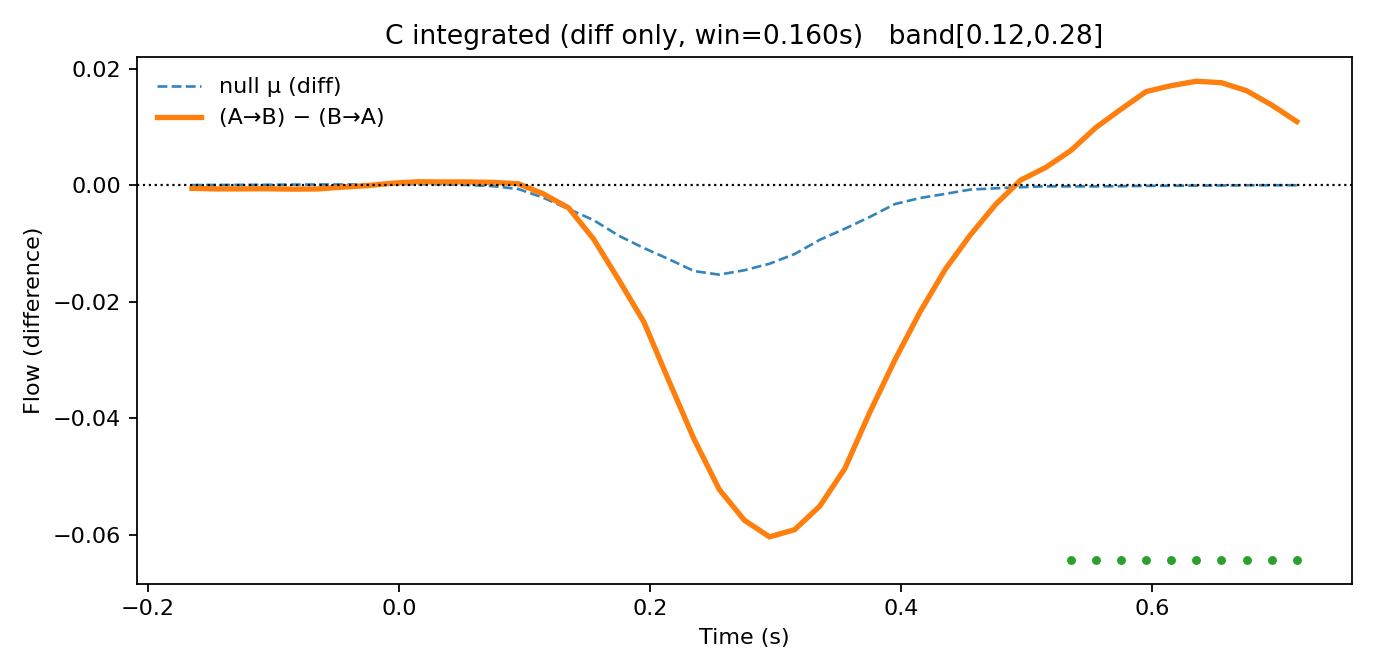 C integrated (diff only, win=0.160s)   band[0.12,0.28]
null μ (diff)
(A→B) − (B→A)
Flow (difference)
0.02
0.00
−0.02
−0.04
−0.06
−0.2
0.0
0.2
0.4
0.6
Time (s)